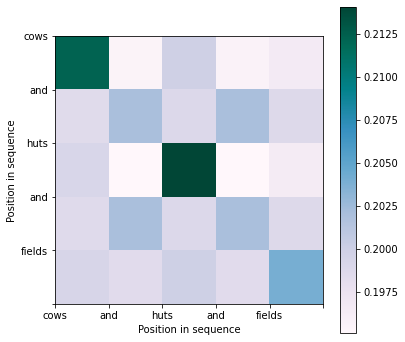 cows
and
huts
and
fields
Position in sequence
cows and huts and fields
Position in sequence
0.2125
0.2100
0.2075
0.2050
0.2025
0.2000
0.1975